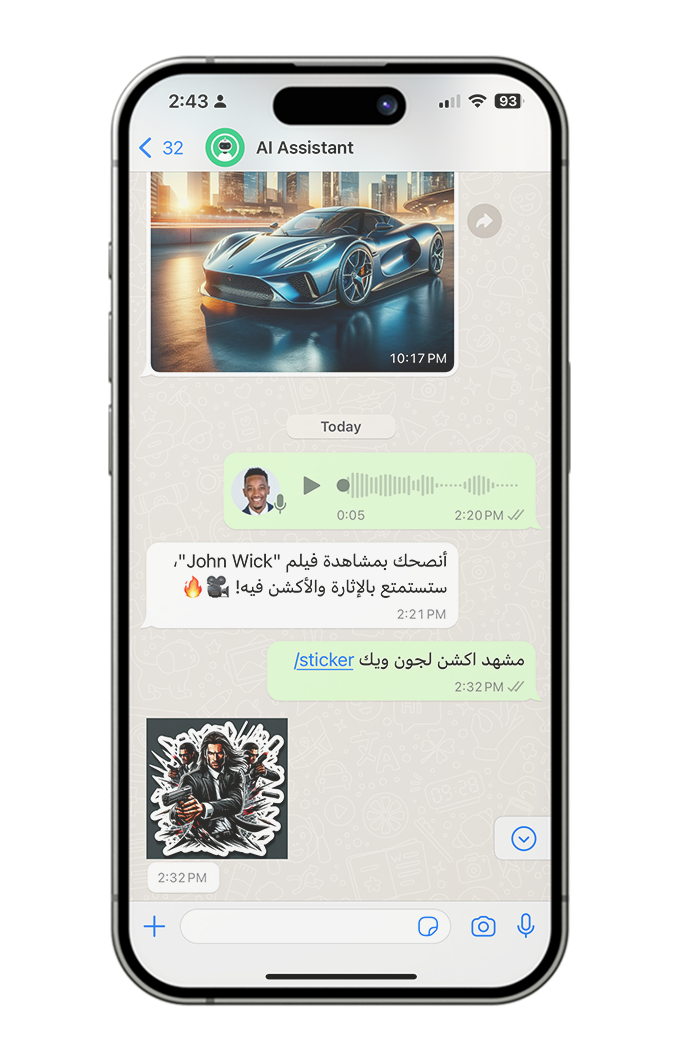 2:43
93
32
AI Assistant
10:17 PM
Today
0:05
2:20 PM
أنصحك بمشاهدة فيلم "John Wick"،
ستستمتع بالإثارة والأكشن فيه! 🎥🔥
2:21 PM
مشهد اكشن لجون ويك /sticker
2:32 PM
2:32 PM